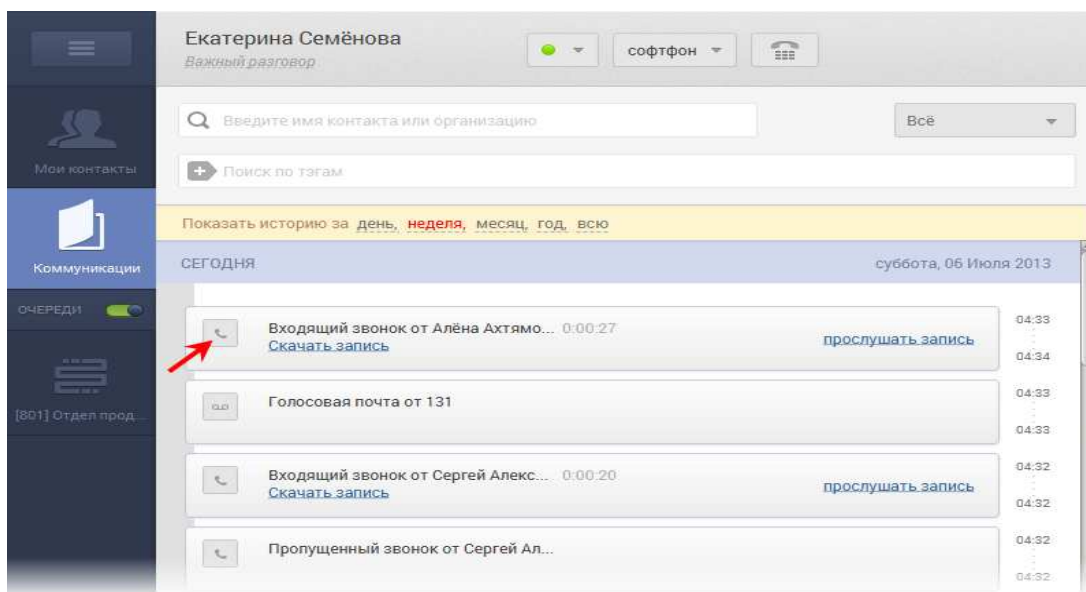 Екатерина Семёнова
Важный разговор
софтфон
Введите имя контакта или организацию
Всё
Мои контакты
Поиск по тэгам
Показать историю за день, неделя, месяц, год, всю
Коммуникации
СЕГОДНЯ суббота, 06 Июля 2013
ОЧЕРЕДИ
Входящий звонок от Алёна Ахтямо... 0:00:27 04:33
Скачать запись прослушать запись 04:34
[801] Отдел прод...
Голосовая почта от 131 04:33
04:33
Входящий звонок от Сергей Алекс... 0:00:20 04:32
Скачать запись прослушать запись 04:32
Пропущенный звонок от Сергей Ал... 04:32
04:32